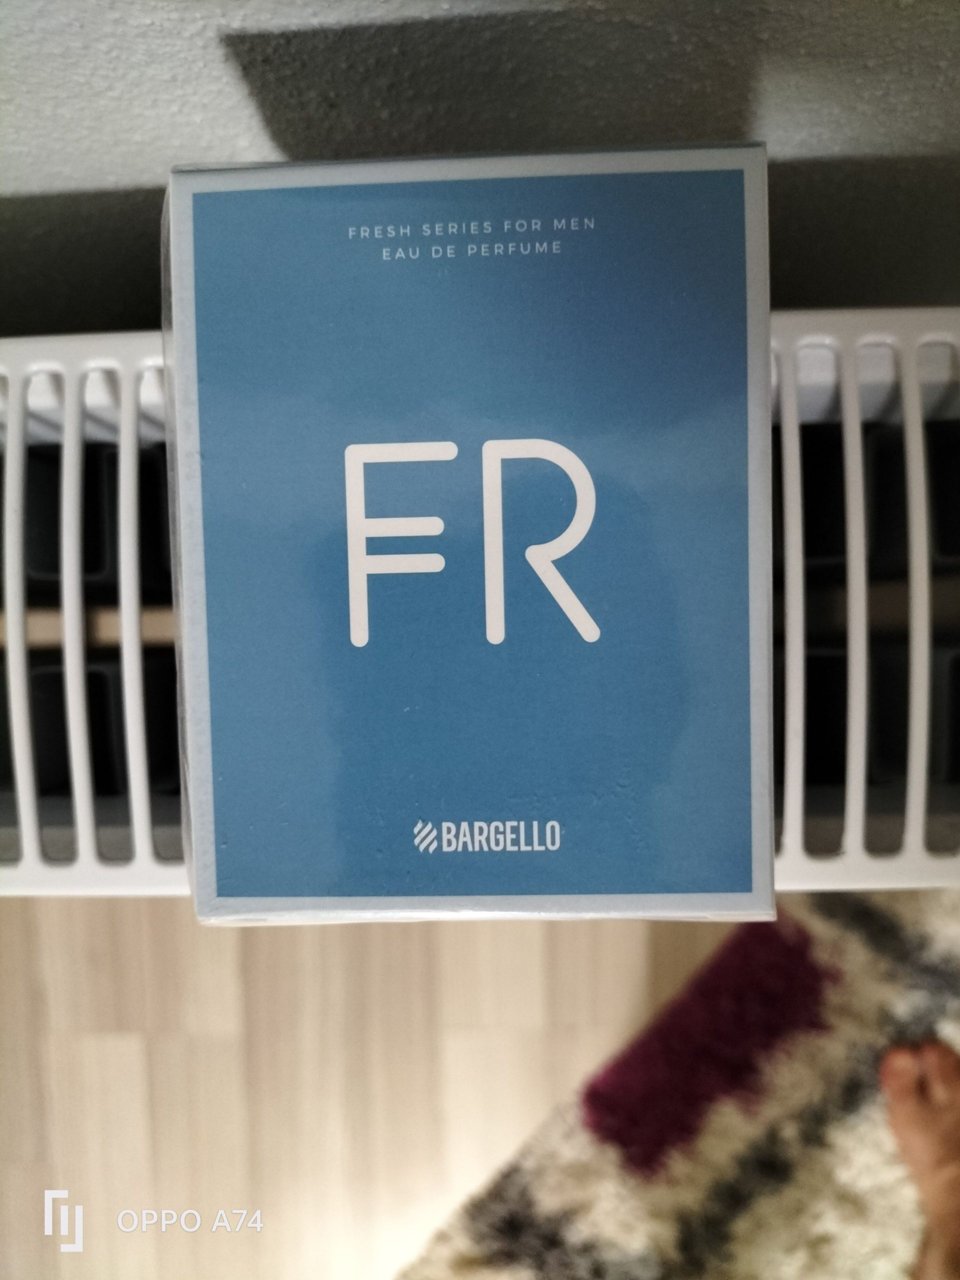 FRESH SERIES FOR MEN
EAU DE PERFUME
FR
BARGELLO
OPPO A74